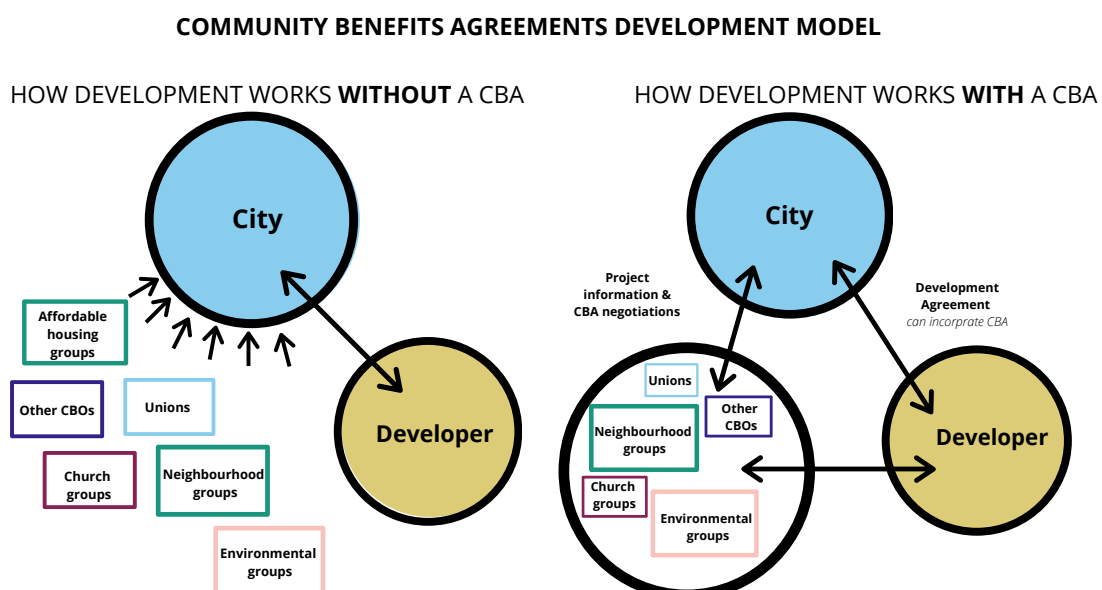 COMMUNITY BENEFITS AGREEMENTS DEVELOPMENT MODEL
HOW DEVELOPMENT WORKS WITHOUT A CBA
City
Affordable
housing
groups
Other CBOs
Unions
Church
groups
Neighbourhood
groups
Environmental
groups
Developer
HOW DEVELOPMENT WORKS WITH A CBA
City
Project
information &
CBA negotiations
Development
Agreement
can incorprate CBA
Unions
Other
CBOs
Neighbourhood
groups
Church
groups
Environmental
groups
Developer